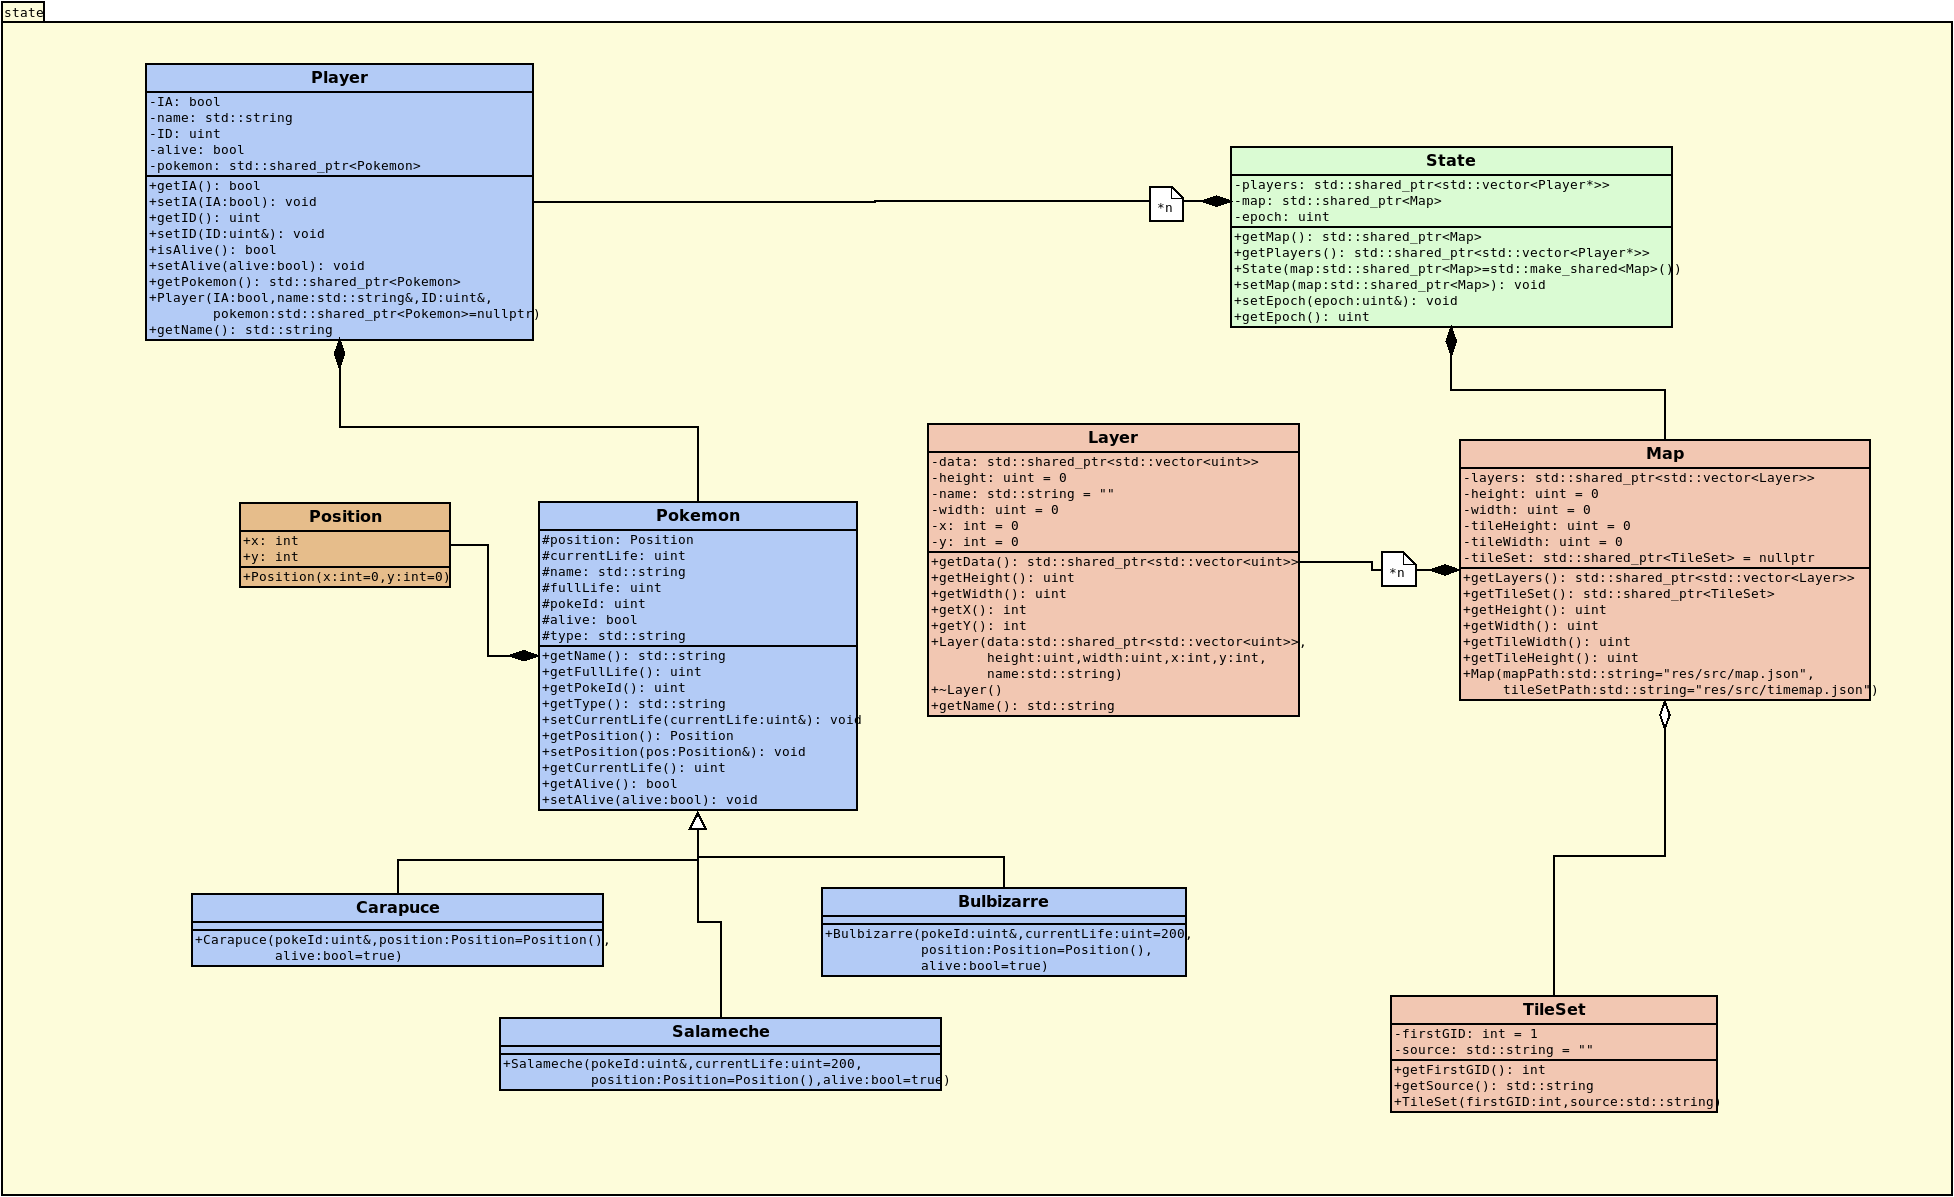 state
Player
-IA: bool
-name: std::string
-ID: uint
-alive: bool
-pokemon: std::shared_ptr<Pokemon>
+getIA(): bool
+setIA(IA:bool): void
+getID(): uint
+setID(ID:uint&): void
+isAlive(): bool
+setAlive(alive:bool): void
+getPokemon(): std::shared_ptr<Pokemon>
+Player(IA:bool,name:std::string&,ID:uint&,
pokemon:std::shared_ptr<Pokemon>=nullptr)
+getName(): std::string
*n
State
-players: std::shared_ptr<std::vector<Player*>>
-map: std::shared_ptr<Map>
-epoch: uint
+getMap(): std::shared_ptr<Map>
+getPlayers(): std::shared_ptr<std::vector<Player*>>
+State(map:std::shared_ptr<Map>=std::make_shared<Map>())
+setMap(map:std::shared_ptr<Map>): void
+setEpoch(epoch:uint&): void
+getEpoch(): uint
Position
+x: int
+y: int
+Position(x:int=0,y:int=0)
Pokemon
#position: Position
#currentLife: uint
#name: std::string
#fullLife: uint
#pokeId: uint
#alive: bool
#type: std::string
+getName(): std::string
+getFullLife(): uint
+getPokeId(): uint
+getType(): std::string
+setCurrentLife(currentLife:uint&): void
+getPosition(): Position
+setPosition(pos:Position&): void
+getCurrentLife(): uint
+getAlive(): bool
+setAlive(alive:bool): void
Layer
-data: std::shared_ptr<std::vector<uint>>
-height: uint = 0
-name: std::string = ""
-width: uint = 0
-x: int = 0
-y: int = 0
+getData(): std::shared_ptr<std::vector<uint>>
+getHeight(): uint
+getWidth(): uint
+getX(): int
+getY(): int
+Layer(data:std::shared_ptr<std::vector<uint>>,
height:uint,width:uint,x:int,y:int,
name:std::string)
+~Layer()
+getName(): std::string
*n
Map
-layers: std::shared_ptr<std::vector<Layer>>
-height: uint = 0
-width: uint = 0
-tileHeight: uint = 0
-tileWidth: uint = 0
-tileSet: std::shared_ptr<TileSet> = nullptr
+getLayers(): std::shared_ptr<std::vector<Layer>>
+getTileSet(): std::shared_ptr<TileSet>
+getHeight(): uint
+getWidth(): uint
+getTileWidth(): uint
+getTileHeight(): uint
+Map(mapPath:std::string="res/src/map.json",
tileSetPath:std::string="res/src/timemap.json")
Carapuce
+Carapuce(pokeId:uint&,position:Position=Position(),
alive:bool=true)
Bulbizarre
+Bulbizarre(pokeId:uint&,currentLife:uint=200,
position:Position=Position(),
alive:bool=true)
Salameche
+Salameche(pokeId:uint&,currentLife:uint=200,
position:Position=Position(),alive:bool=true)
TileSet
-firstGID: int = 1
-source: std::string = ""
+getFirstGID(): int
+getSource(): std::string
+TileSet(firstGID:int,source:std::string)